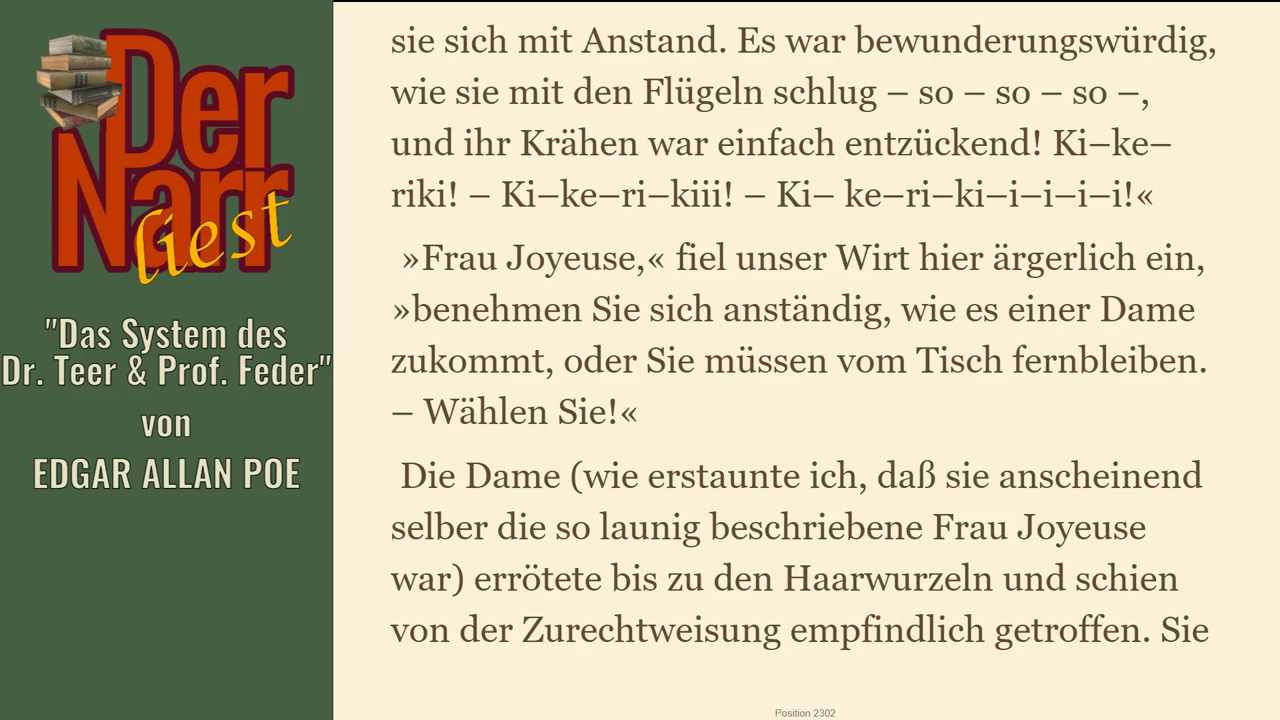 Der
Narr
liest
"Das System des
Dr. Teer & Prof. Feder"
von
EDGAR ALLAN POE
sie sich mit Anstand. Es war bewunderungswürdig,
wie sie mit den Flügeln schlug – so – so – so –,
und ihr Krähen war einfach entzückend! Ki–ke–
riki! – Ki–ke–ri–kiii! – Ki– ke–ri–ki–i–i–i–i!«
»Frau Joyeuse,« fiel unser Wirt hier ärgerlich ein,
»benehmen Sie sich anständig, wie es einer Dame
zukommt, oder Sie müssen vom Tisch fernbleiben.
– Wählen Sie!«
Die Dame (wie erstaunte ich, daß sie anscheinend
selber die so launig beschriebene Frau Joyeuse
war) errötete bis zu den Haarwurzeln und schien
von der Zurechtweisung empfindlich getroffen. Sie
Position 2302